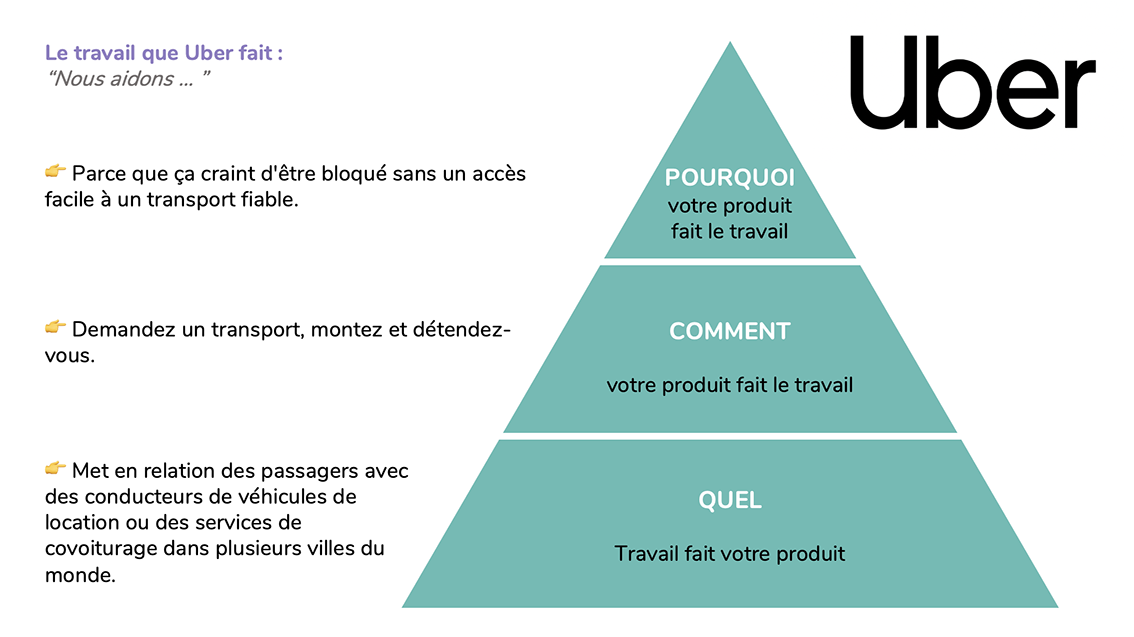 Le travail que Uber fait :
“Nous aidons ... ”
Uber
👉 Parce que ça craint d'être bloqué sans un accès
facile à un transport fiable.
POURQUOI
votre produit
fait le travail
👉 Demandez un transport, montez et détendez-
vous.
COMMENT
votre produit fait le travail
👉 Met en relation des passagers avec
des conducteurs de véhicules de
location ou des services de
covoiturage dans plusieurs villes du
monde.
QUEL
Travail fait votre produit